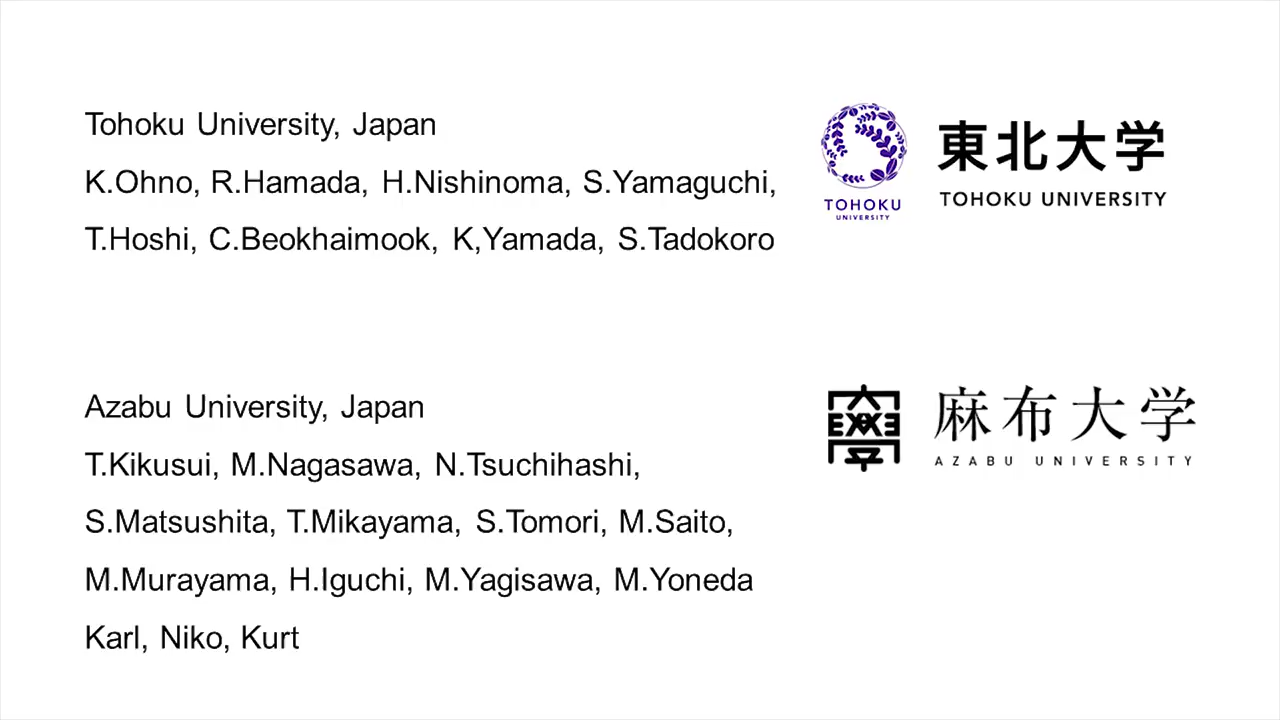 Tohoku University, Japan
K.Ohno, R.Hamada, H.Nishinoma, S.Yamaguchi,
T.Hoshi, C.Beokhaimook, K,Yamada, S.Tadokoro
TOHOKU
UNIVERSITY
東北大学
TOHOKU UNIVERSITY
Azabu University, Japan
T.Kikusui, M.Nagasawa, N.Tsuchihashi,
S.Matsushita, T.Mikayama, S.Tomori, M.Saito,
M.Murayama, H.Iguchi, M.Yagisawa, M.Yoneda
Karl, Niko, Kurt
麻布大学
AZABU UNIVERSITY